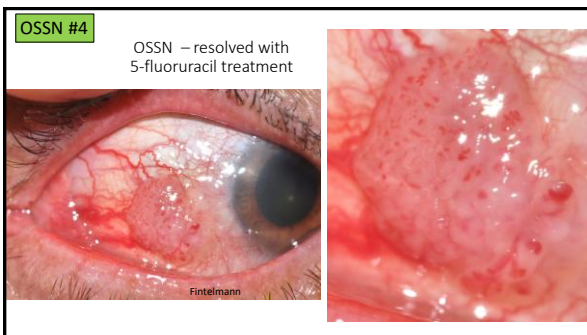 OSSN #4
OSSN – resolved with
5-fluoruracil treatment
Fintelmann